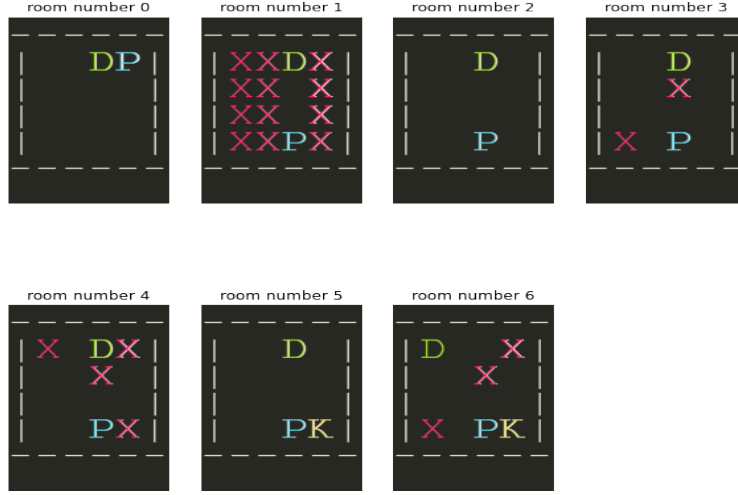 room number 0
DP
room number 1
XXDX
XX X
XX X
XXPX
room number 2
D
P
room number 3
D
X
X P
room number 4
X DX
X
PX
room number 5
D
PK
room number 6
D X
X
X PK